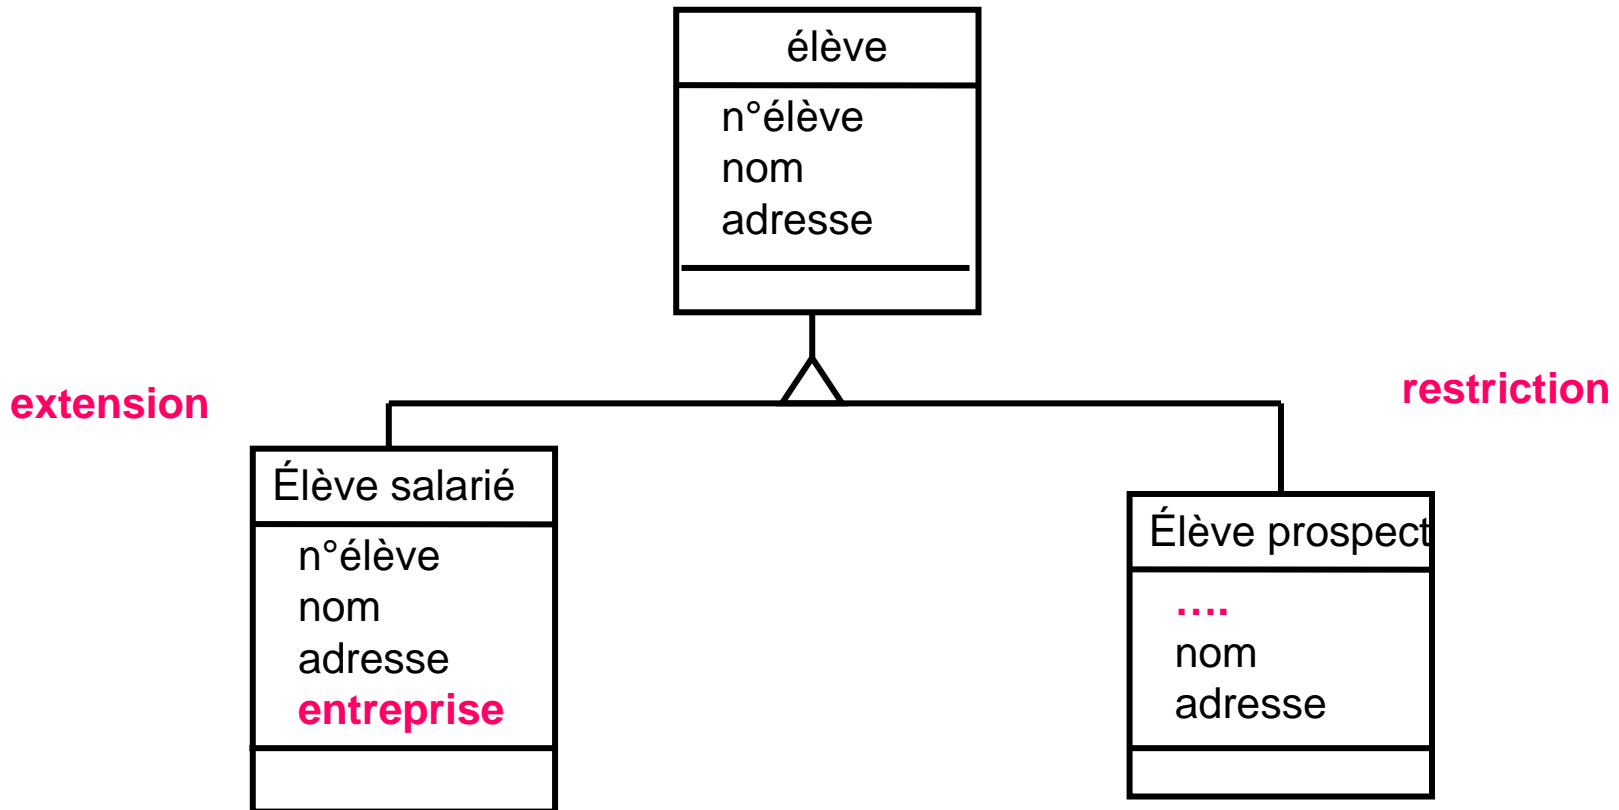 élève
n°élève
nom
adresse
extension
restriction
Élève salarié
n°élève
nom
adresse
entreprise
Élève prospect
....
nom
adresse